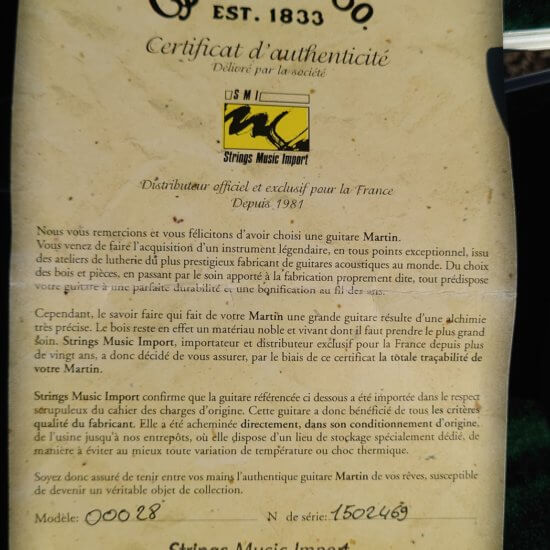 EST. 1833
Certificat d'authenticité
Délivré par la société
SMI
Strings Music Import
Distributeur officiel et exclusif pour la France
Depuis 1981
Nous vous remercions et vous félicitons d'avoir choisi une guitare Martin.
Vous venez de faire l'acquisition d'un instrument légendaire, en tous points exceptionnel, issu
des ateliers de lutherie du plus prestigieux fabricant de guitares acoustiques au monde. Du choix
des bois et pièces, en passant par le soin apporté à la fabrication proprement dite, tout prédispose
votre guitare à une parfaite durabilité et une bonification au fil des ans.
Cependant, le savoir faire qui fait de votre Martin une grande guitare résulte d'une alchimie
très précise. Le bois reste en effet un matériau noble et vivant dont il faut prendre le plus grand
soin. Strings Music Import, importateur et distributeur exclusif pour la France depuis plus
de vingt ans, a donc décidé de vous assurer, par le biais de ce certificat la totale traçabilité de
votre Martin.
Strings Music Import confirme que la guitare référencée ci dessous a été importée dans le respect
scrupuleux du cahier des charges d'origine. Cette guitare a donc bénéficié de tous les critères
qualité du fabricant. Elle a été acheminée directement, dans son conditionnement d'origine,
de l'usine jusqu'à nos entrepôts, où elle dispose d'un lieu de stockage spécialement dédié, de
manière à éviter au mieux toute variation de température ou choc thermique.
Soyez donc assuré de tenir entre vos mains l'authentique guitare Martin de vos rêves, susceptible
de devenir un véritable objet de collection.
Modèle: 00028 N de série: 1502469
Strings Music Import